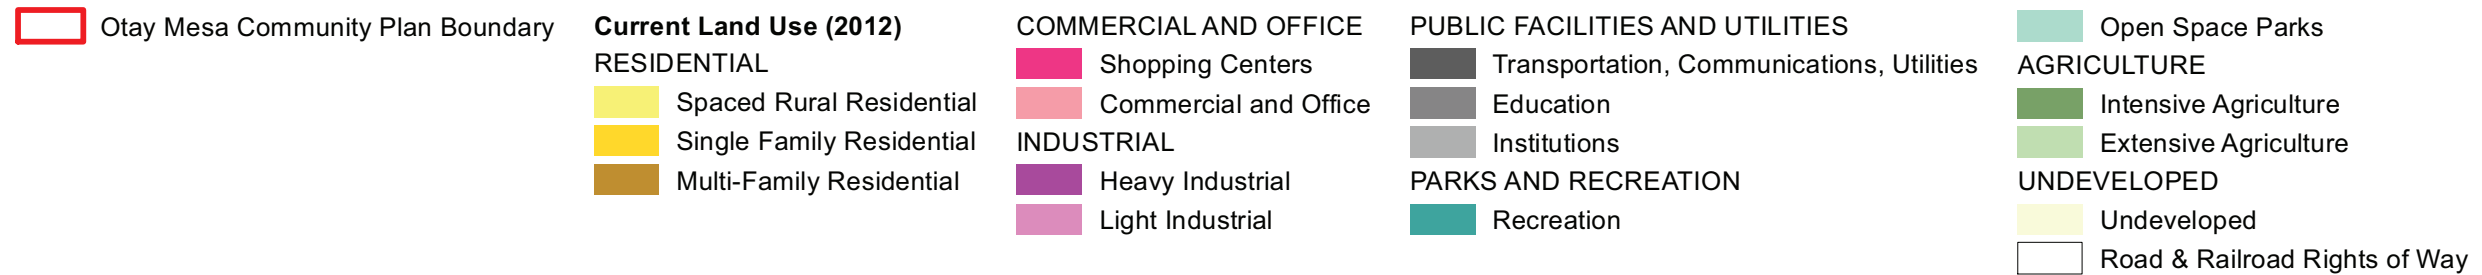 Otay Mesa Community Plan Boundary
Current Land Use (2012)
RESIDENTIAL
Spaced Rural Residential
Single Family Residential
Multi-Family Residential
COMMERCIAL AND OFFICE
Shopping Centers
Commercial and Office
INDUSTRIAL
Heavy Industrial
Light Industrial
PUBLIC FACILITIES AND UTILITIES
Transportation, Communications, Utilities
Education
Institutions
PARKS AND RECREATION
Recreation
Open Space Parks
AGRICULTURE
Intensive Agriculture
Extensive Agriculture
UNDEVELOPED
Undeveloped
Road & Railroad Rights of Way